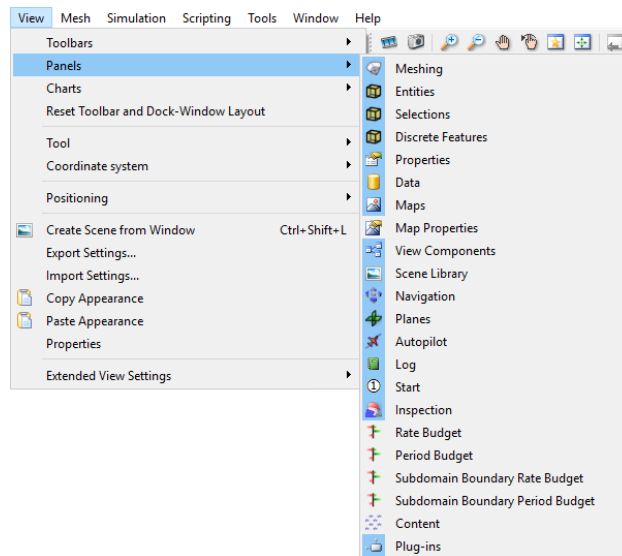 View Mesh Simulation Scripting Tools Window Help
Toolbars
Panels
Charts
Reset Toolbar and Dock-Window Layout
Tool
Coordinate system
Positioning
Create Scene from Window Ctrl+Shift+L
Export Settings...
Import Settings...
Copy Appearance
Paste Appearance
Properties
Extended View Settings
Meshing
Entities
Selections
Discrete Features
Properties
Data
Maps
Map Properties
View Components
Scene Library
Navigation
Planes
Autopilot
Log
Start
Inspection
Rate Budget
Period Budget
Subdomain Boundary Rate Budget
Subdomain Boundary Period Budget
Content
Plug-ins